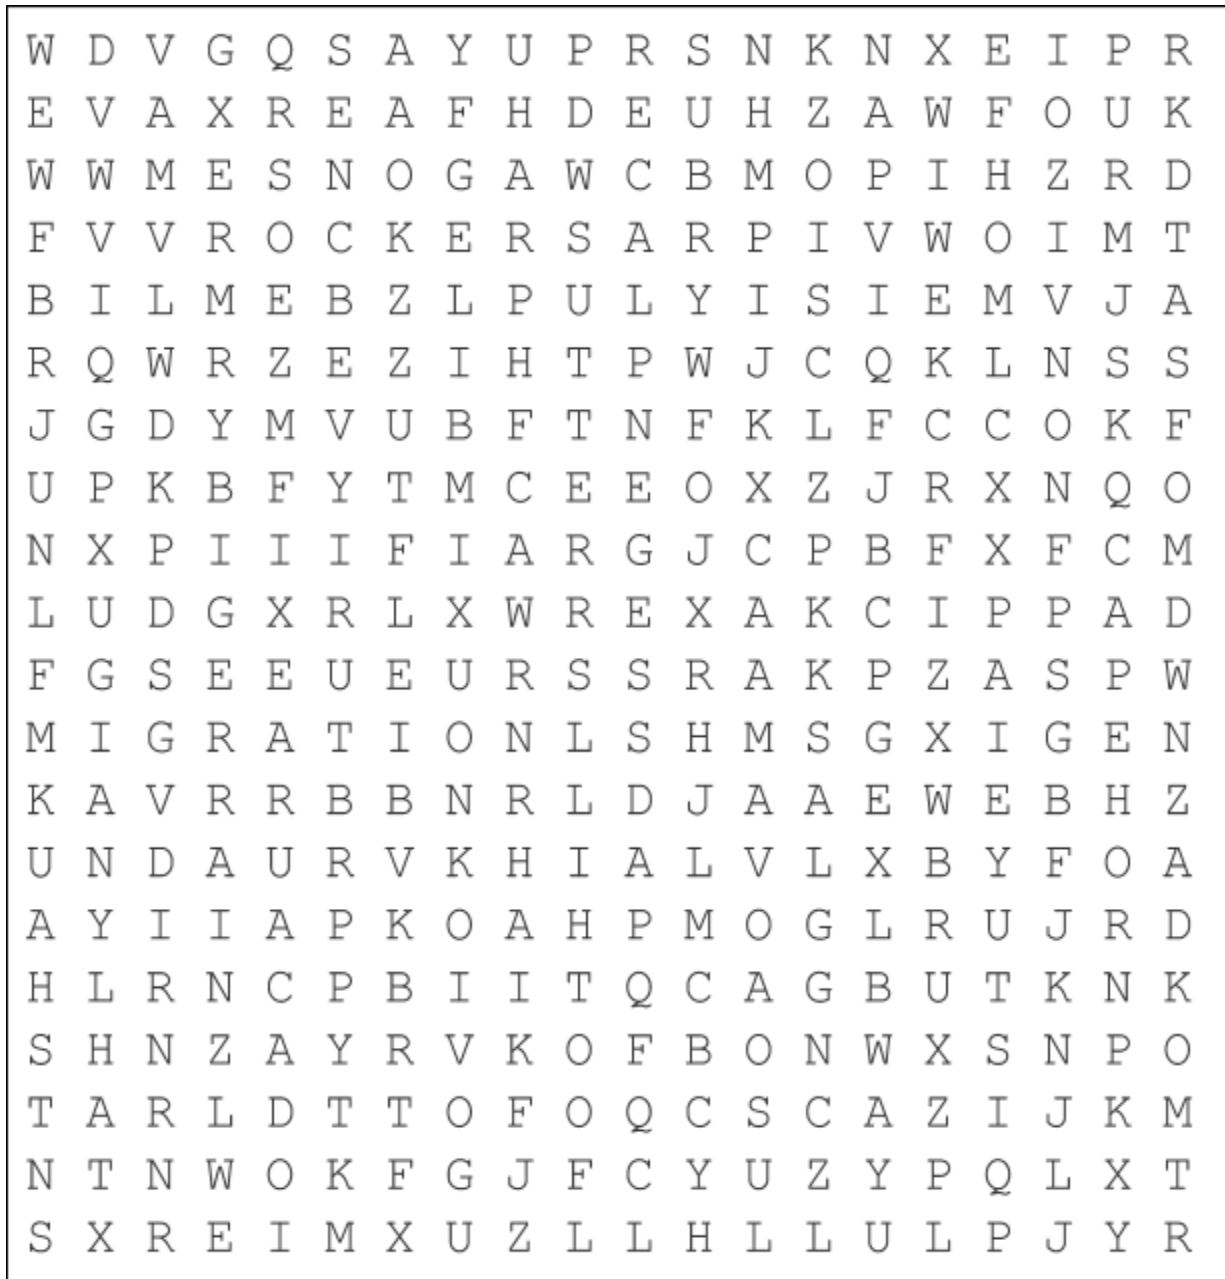 W D V G Q S A Y U P R S N K N X E I P R
E V A X R E A F H D E U H Z A W F O U K
W W M E S N O G A W C B M O P I H Z R D
F V V R O C K E R S A R P I V W O I M T
B I L M E B Z L P U L Y I S I E M V J A
R Q W R Z E Z I H T P W J C Q K L N S S
J G D Y M V U B F T N F K L F C C O K F
U P K B F Y T M C E E O X Z J R X N Q O
N X P I I I F I A R G J C P B F X F C M
L U D G X R L X W R E X A K C I P P A D
F G S E E U E U R S S R A K P Z A S P W
M I G R A T I O N L S H M S G X I G E N
K A V R R B B N R L D J A A E W E B H Z
U N D A U R V K H I A L V L X B Y F O A
A Y I I A P K O A H P M O G L R U J R D
H L R N C P B I I T Q C A G B U T K N K
S H N Z A Y R V K O F B O N W X S N P O
T A R L D T T O F O Q C S C A Z I J K M
N T N W O K F G J F C Y U Z Y P Q L X T
S X R E I M X U Z L L H L L U L P J Y R